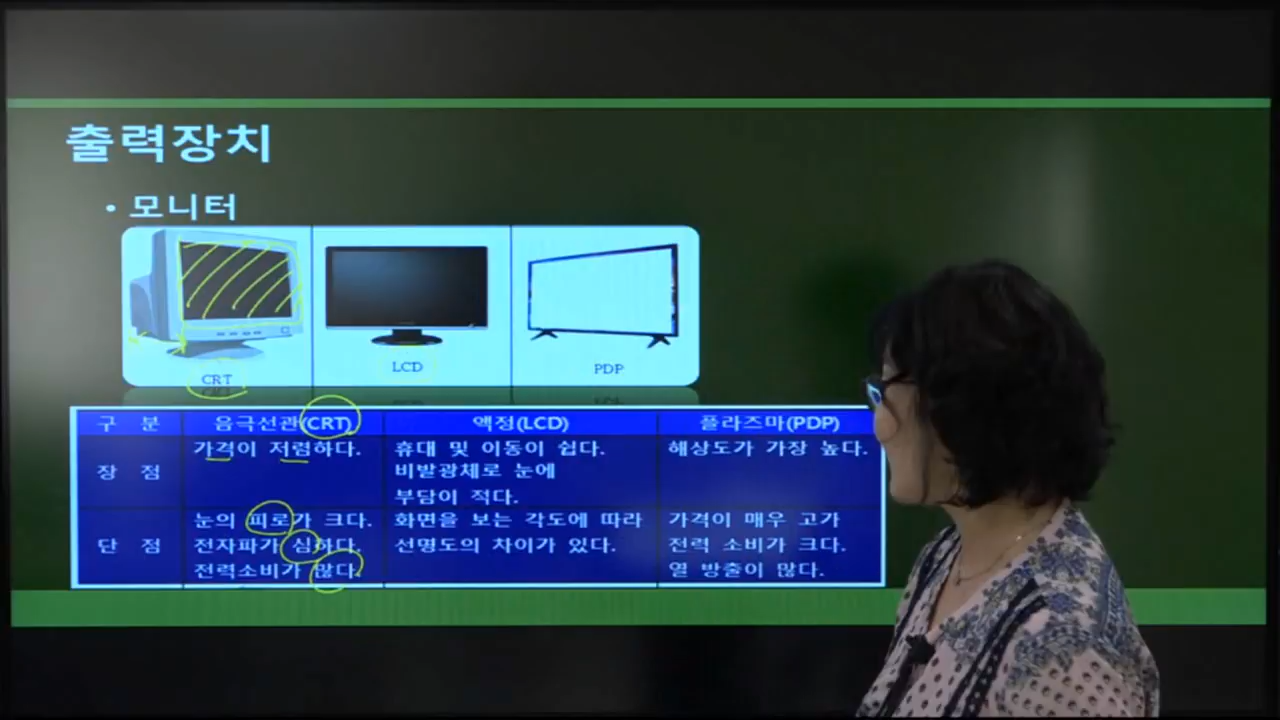 출력장치
• 모니터
CRT
LCD
PDP
구 분 음극선관(CRT) 액정(LCD) 플라즈마(PDP)
장 점
가격이 저렴하다.
휴대 및 이동이 쉽다.
비발광체로 눈에
부담이 적다.
해상도가 가장 높다.
단 점
눈의 피로가 크다.
전자파가 심하다.
전력소비가 많다.
화면을 보는 각도에 따라
선명도의 차이가 있다.
가격이 매우 고가
전력 소비가 크다.
열 방출이 많다.